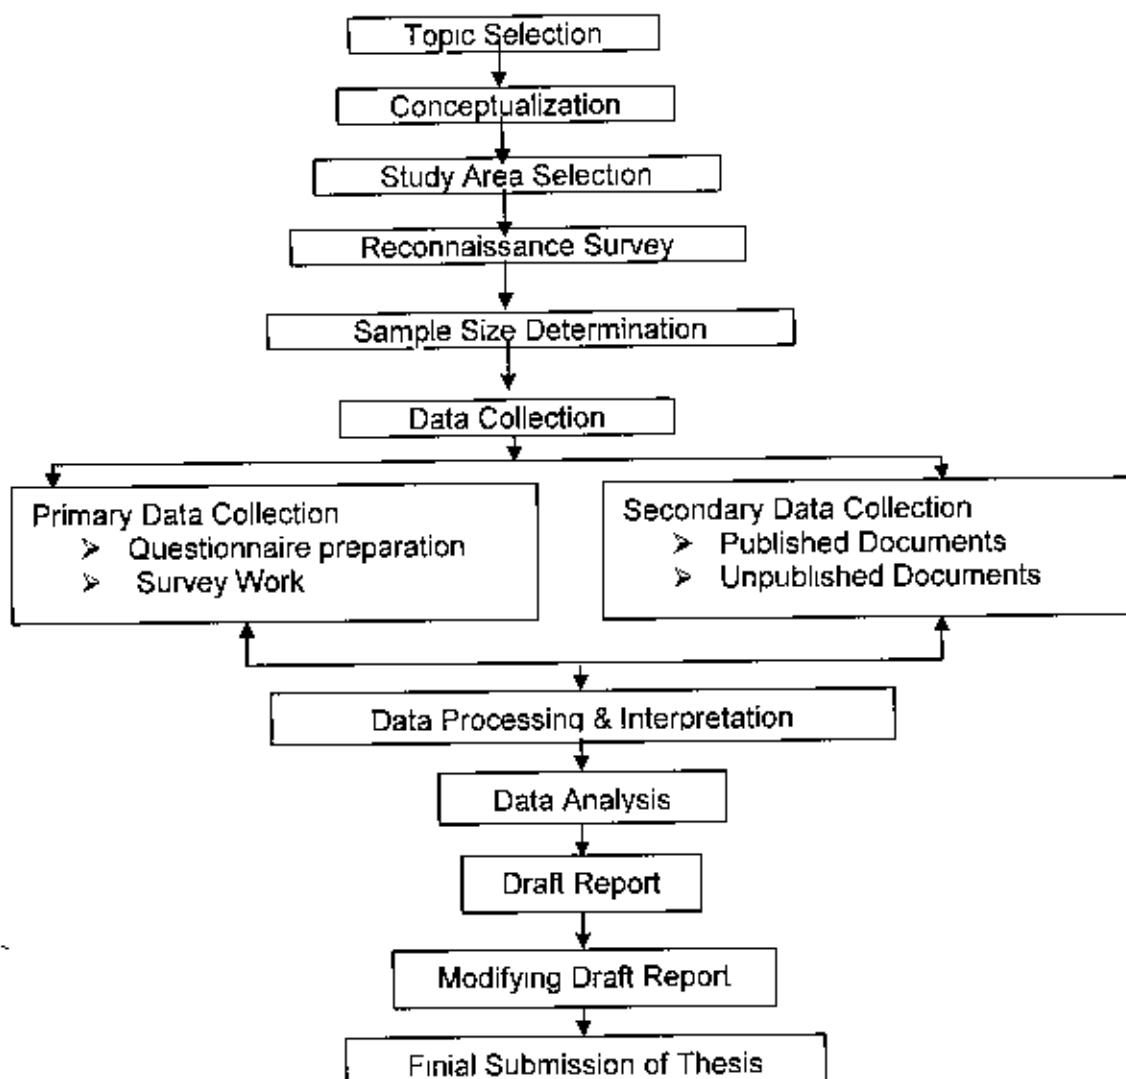 Topic Selection
Conceptualization
Study Area Selection
Reconnaissance Survey
Sample Size Determination
Data Collection
Primary Data Collection
➢ Questionnaire preparation
➢ Survey Work
Secondary Data Collection
➢ Published Documents
➢ Unpublished Documents
Data Processing & Interpretation
Data Analysis
Draft Report
Modifying Draft Report
Finial Submission of Thesis